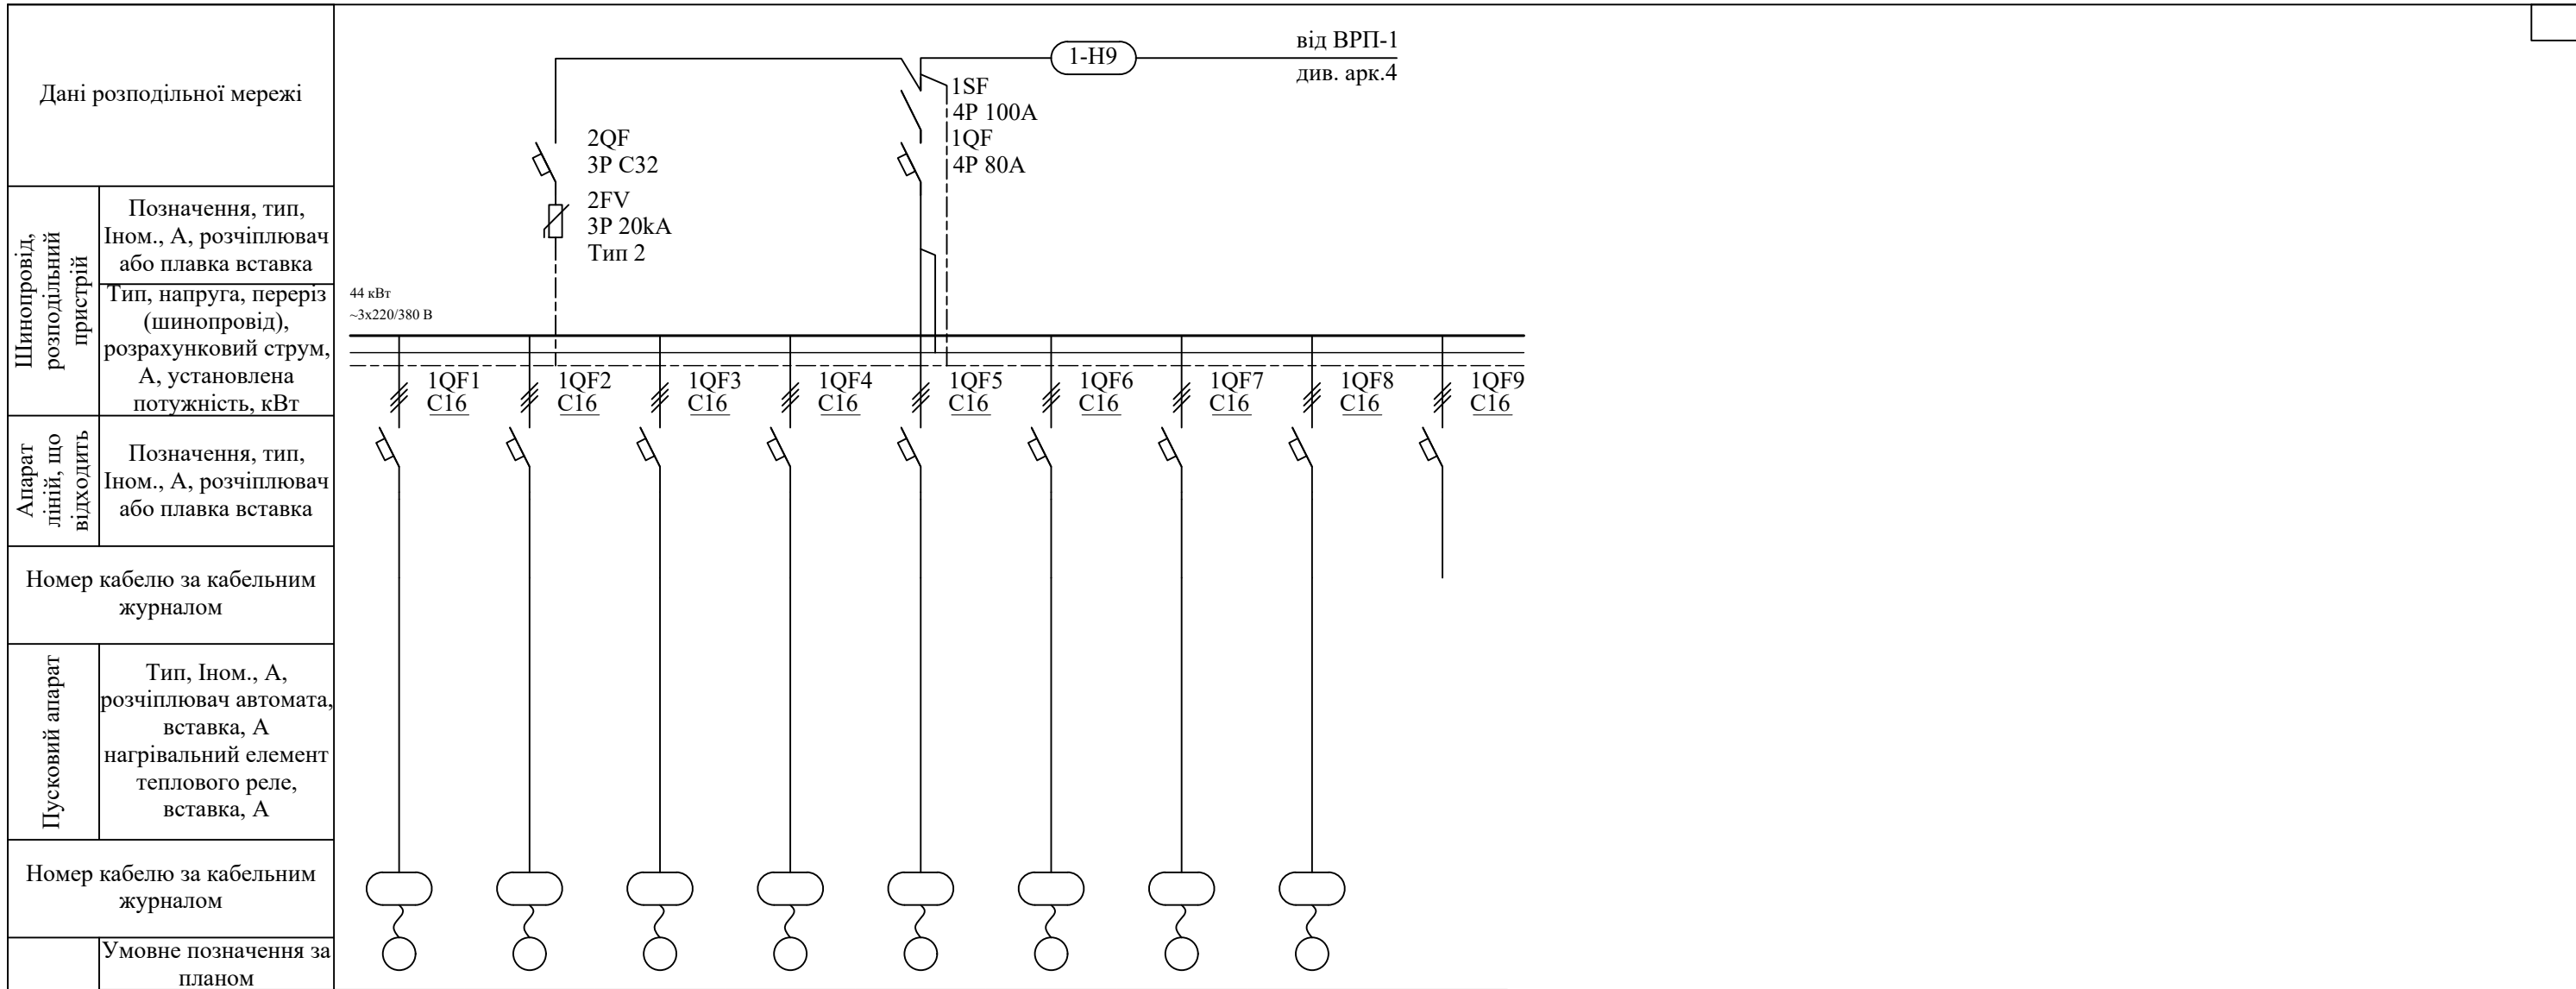 Дані розподільної мережі
від ВРП-1
1-Н9
див. арк.4
1SF
4P 100A
1QF
4P 80A
2QF
3P C32
2FV
3P 20kA
Тип 2
Шинопровід,
розподільний
пристрій
Позначення, тип,
Іном., А, розчіплювач
або плавка вставка
Тип, напруга, переріз
(шинопровід),
розрахунковий струм,
А, установлена
потужність, кВт
44 кВт
~3x220/380 В
1QF1
C16
1QF2
C16
1QF3
C16
1QF4
C16
1QF5
C16
1QF6
C16
1QF7
C16
1QF8
C16
1QF9
C16
Апарат
ліній, що
відходить
Позначення, тип,
Іном., А, розчіплювач
або плавка вставка
Номер кабелю за кабельним
журналом
Пусковий апарат
Тип, Іном., А,
розчіплювач автомата,
вставка, А
нагрівальний елемент
теплового реле,
вставка, А
Номер кабелю за кабельним
журналом
Умовне позначення за
планом